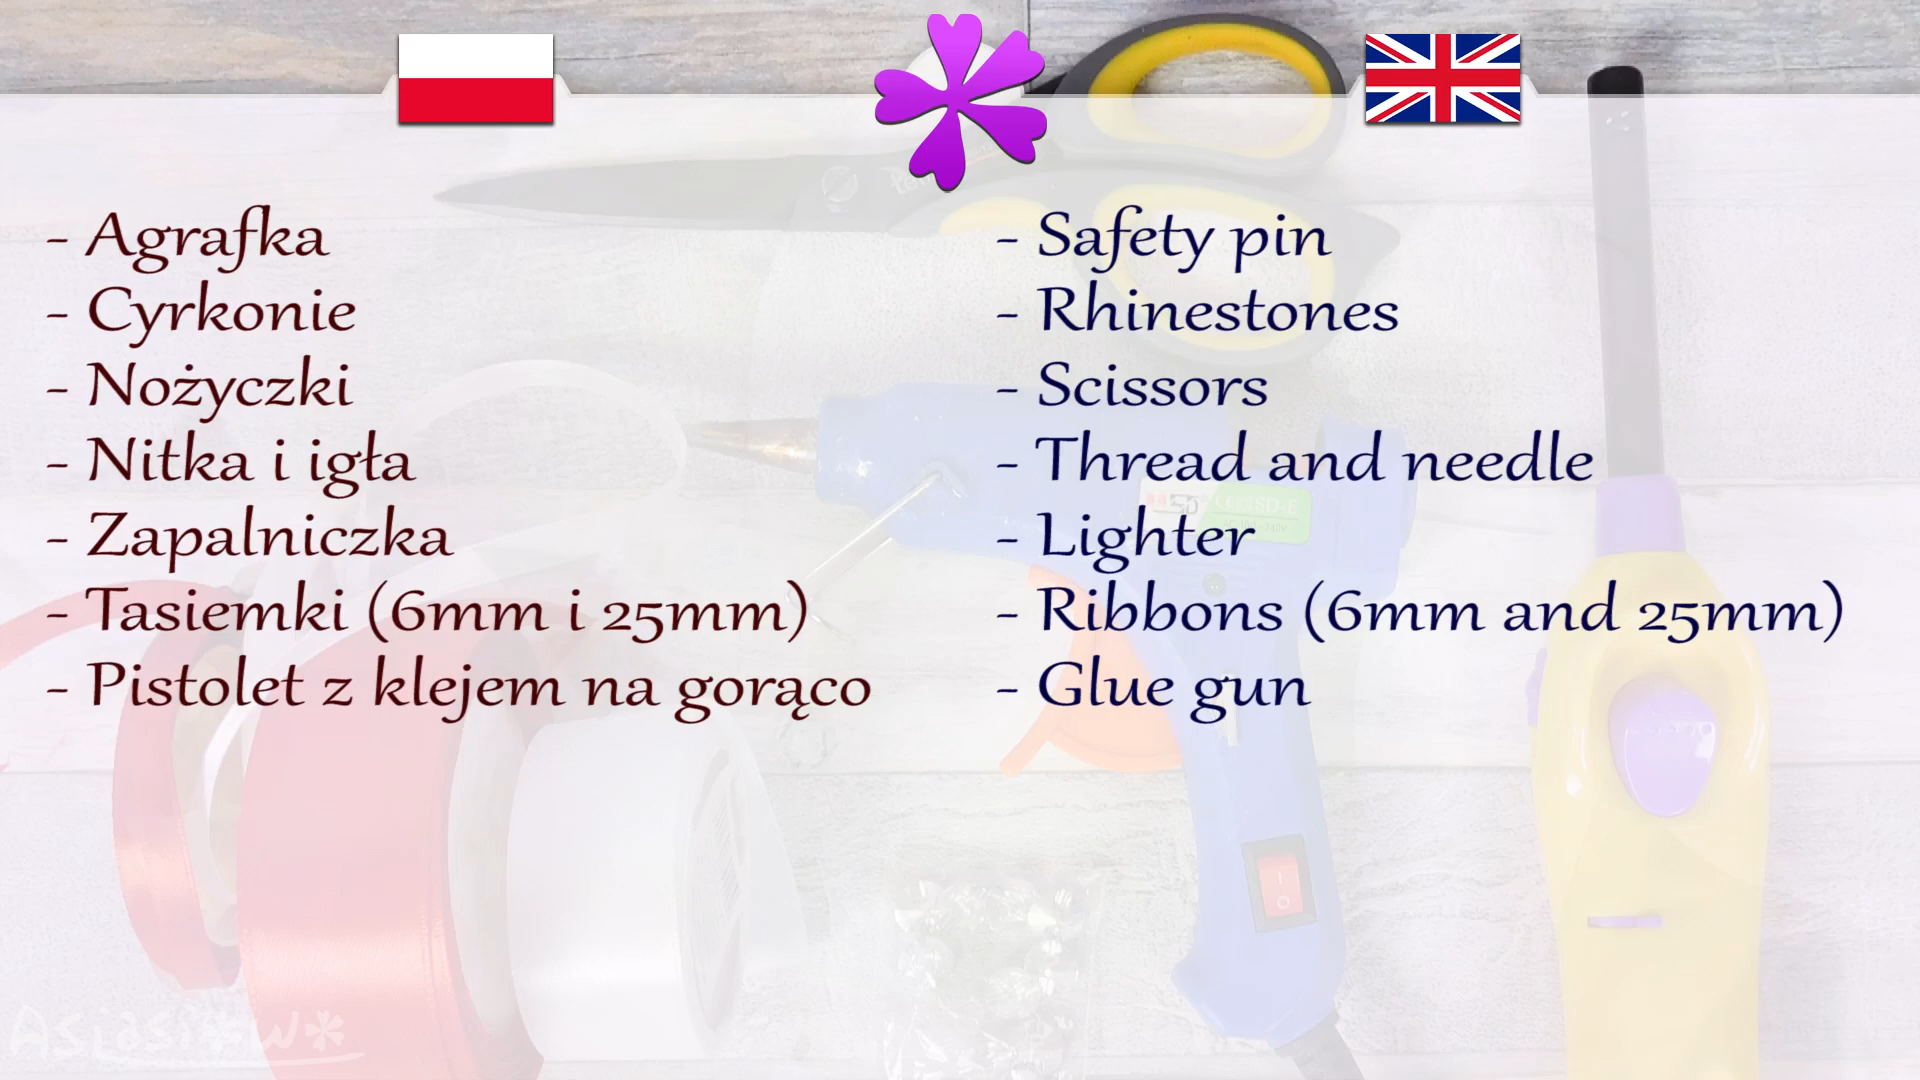 - Agrafka
- Cyrkonie
- Nożyczki
- Nitka i igła
- Zapalniczka
- Tasiemki (6mm i 25mm)
- Pistolet z klejem na gorąco
- Safety pin
- Rhinestones
- Scissors
- Thread and needle
- Lighter
- Ribbons (6mm and 25mm)
- Glue gun